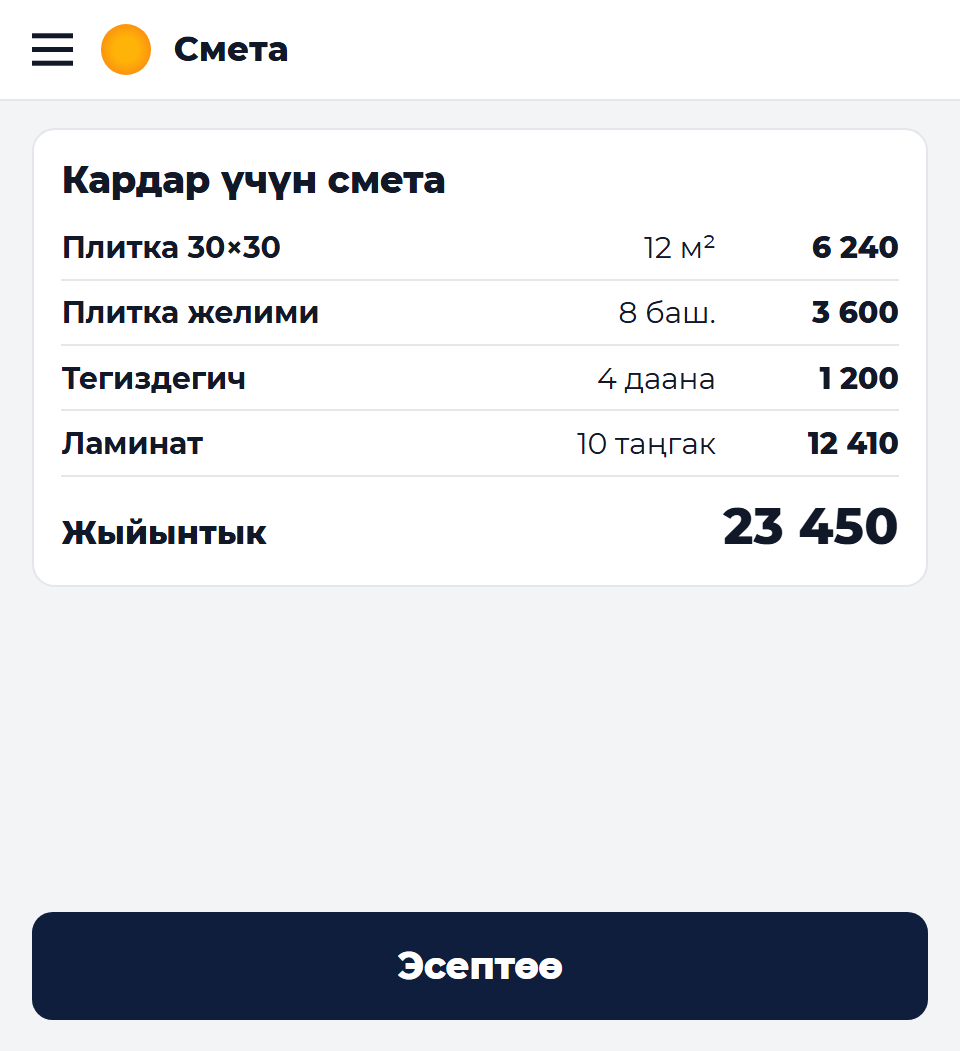 Смета
Кардар үчүн смета
Плитка 30×30 12 м² 6 240
Плитка желими 8 баш. 3 600
Тегиздегич 4 даана 1 200
Ламинат 10 таңгак 12 410
Жыйынтык 23 450
Эсептөө